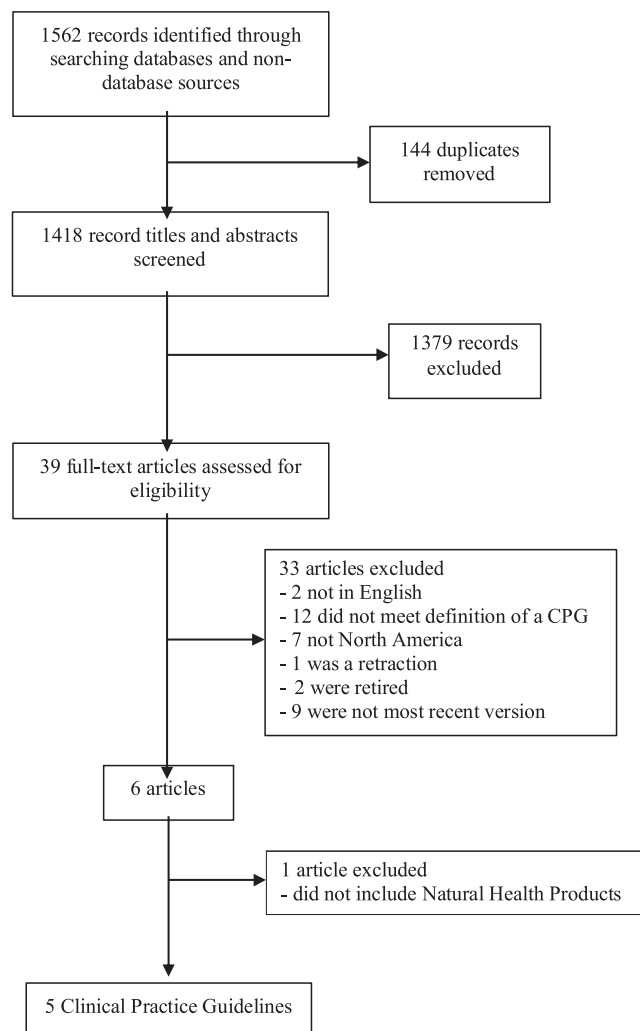 1562 records identified through
searching databases and non-
database sources
144 duplicates
removed
1418 record titles and abstracts
screened
1379 records
excluded
39 full-text articles assessed for
eligibility
33 articles excluded
- 2 not in English
- 12 did not meet definition of a CPG
- 7 not North America
- 1 was a retraction
- 2 were retired
- 9 were not most recent version
6 articles
1 article excluded
- did not include Natural Health Products
5 Clinical Practice Guidelines